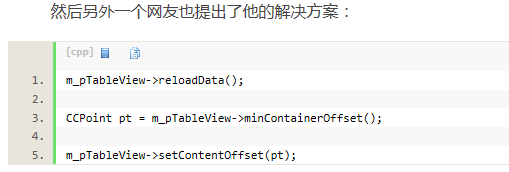 然后另外一个网友也提出了他的解决方案：
[cpp]
1. m_pTableView->reloadData();
2.
3. CCPoint pt = m_pTableView->minContainerOffset();
4.
5. m_pTableView->setContentOffset(pt);